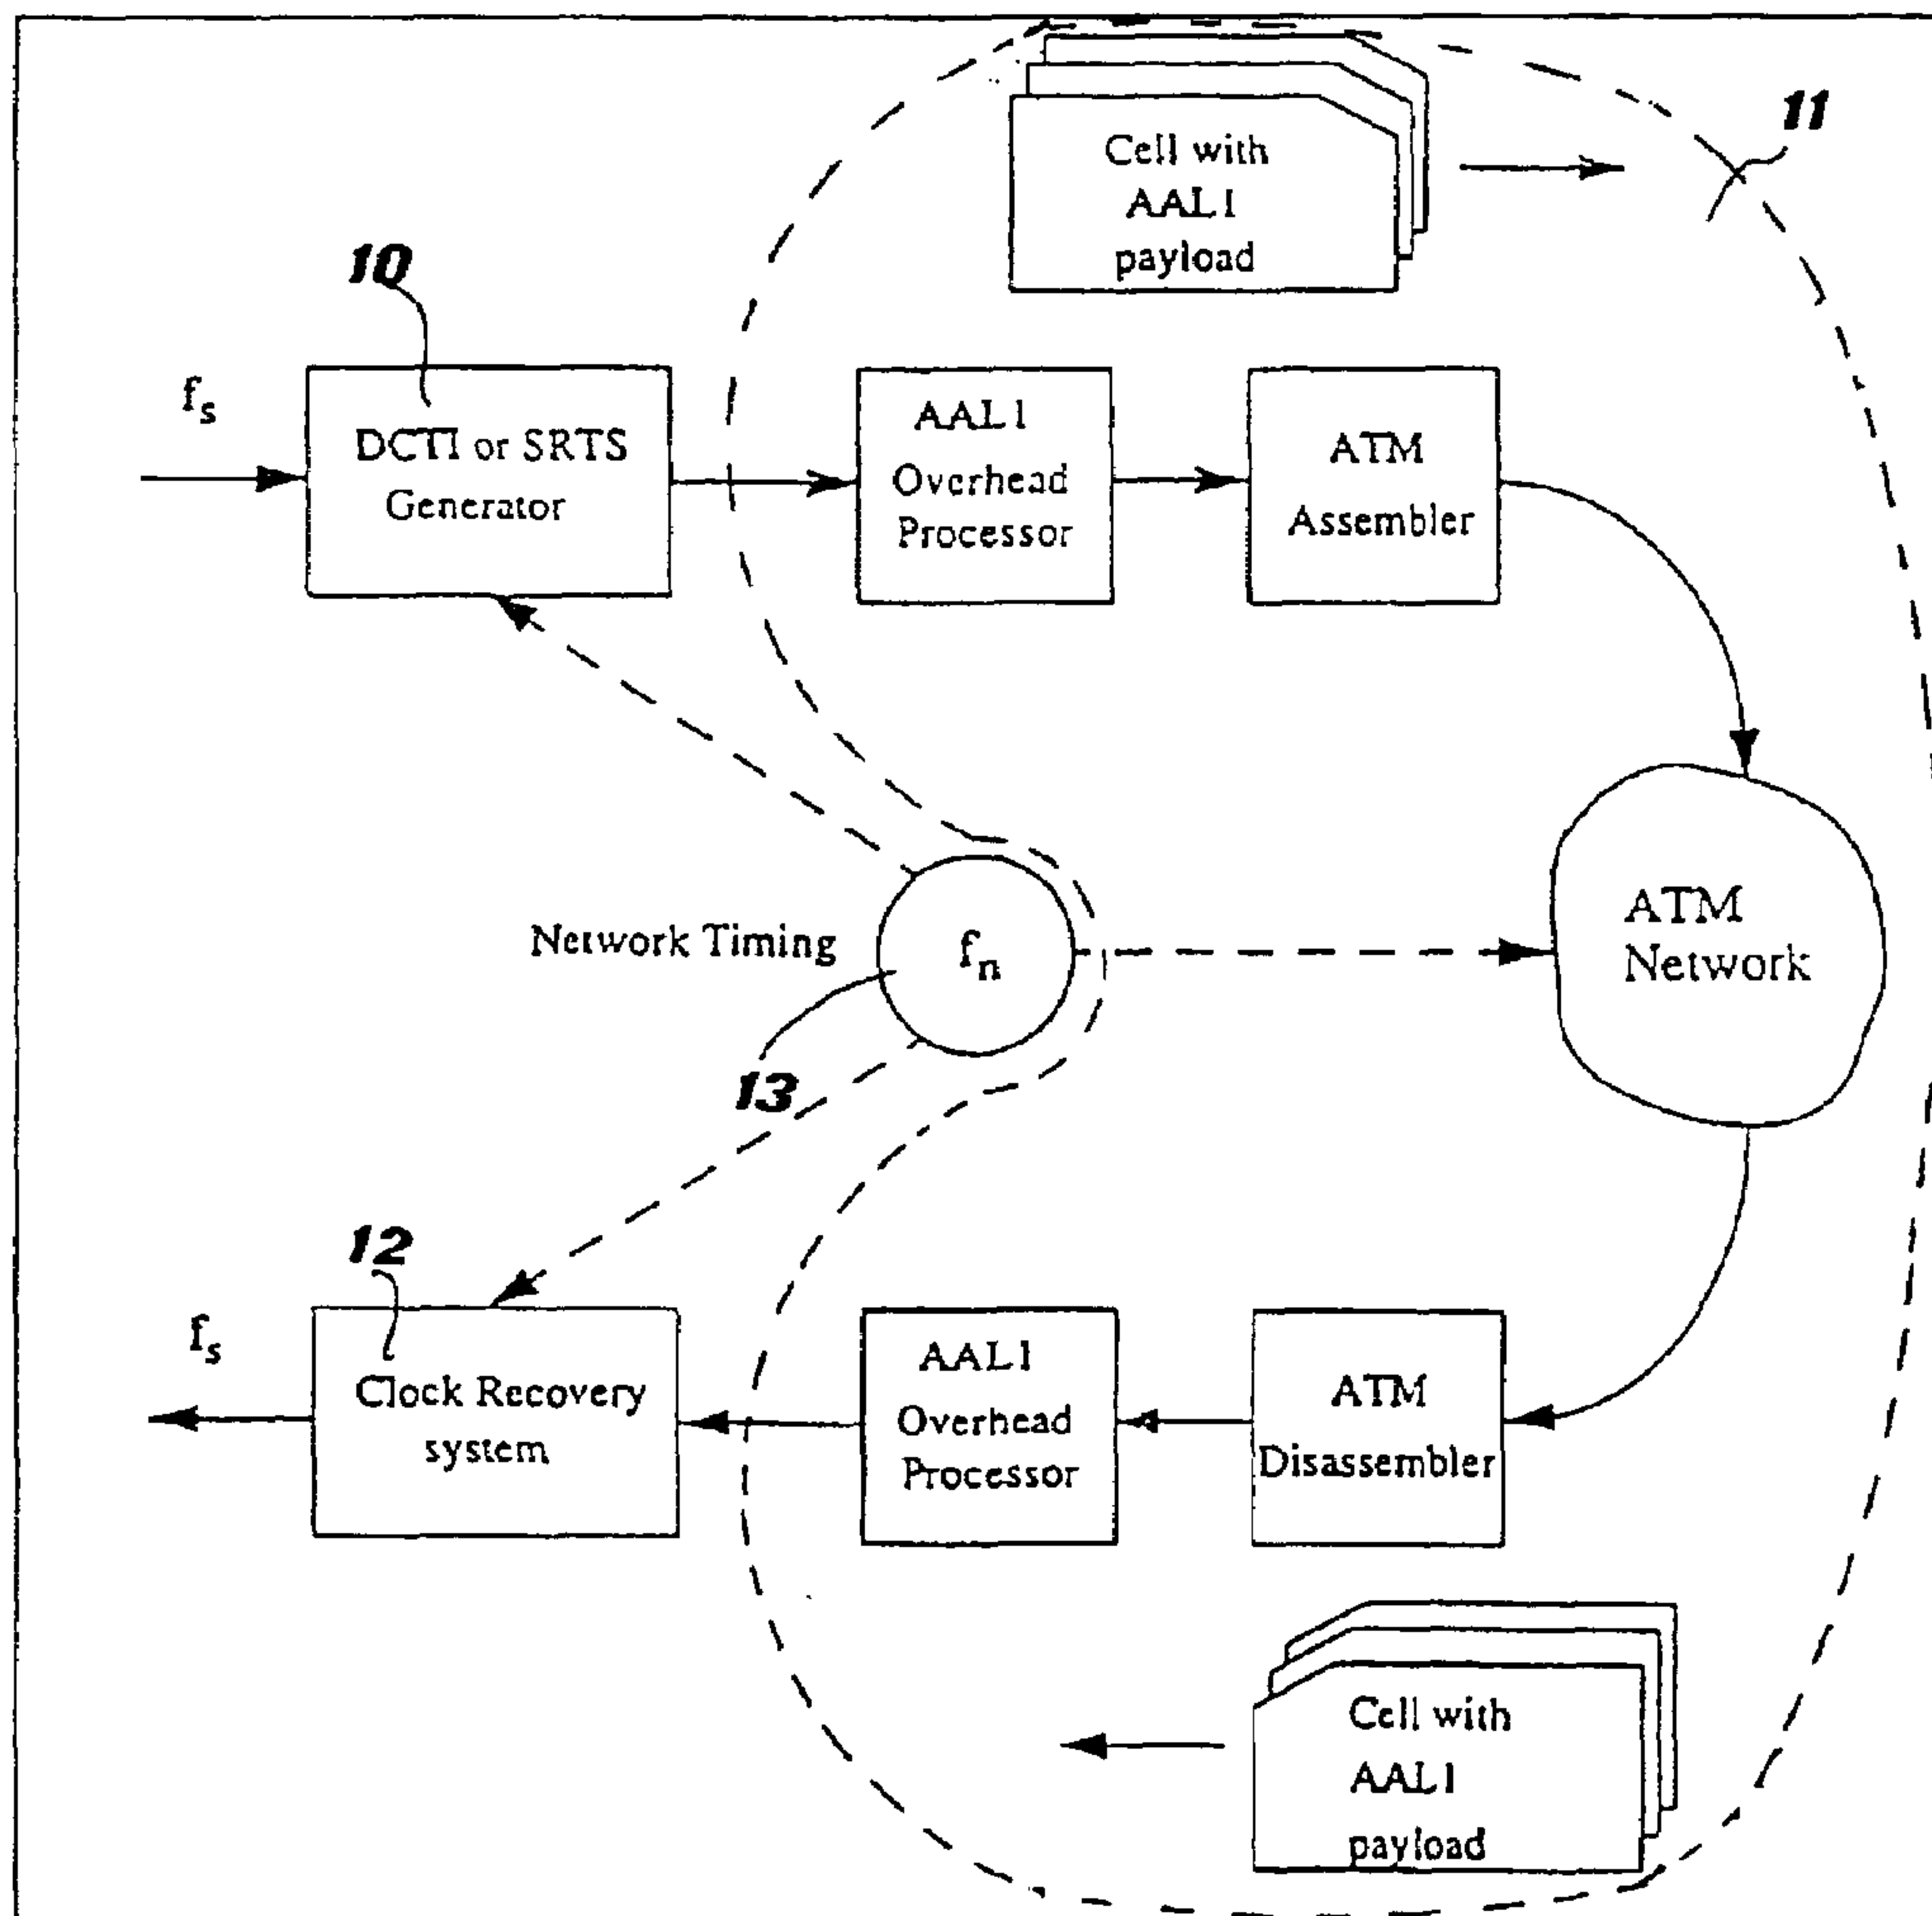 Cell with
AAL1
payload
11
10
fs
DCTI or SRTS
Generator
AAL1
Overhead
Processor
ATM
Assembler
Network Timing
fn
ATM
Network
13
12
fs
Clock Recovery
system
AAL1
Overhead
Processor
ATM
Disassembler
Cell with
AAL1
payload